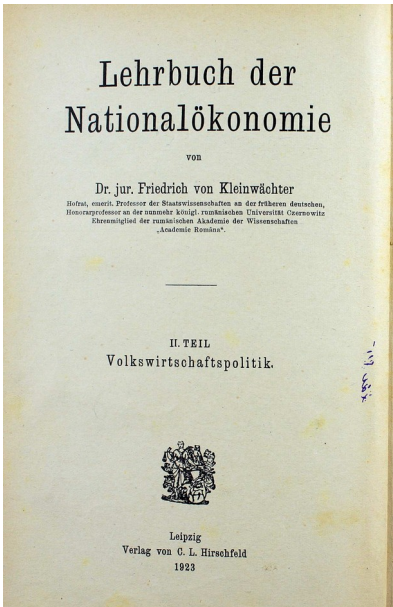 Lehrbuch der
Nationalökonomie
von
Dr. jur. Friedrich von Kleinwächter
Hofrat, emerit. Professor der Staatswissenschaften an der früheren deutschen,
Honorarprofessor an der nunmehr königl. rumänischen Universität Czernowitz
Ehrenmitglied der rumänischen Akademie der Wissenschaften
„Academie Româna“.
II. TEIL
Volkswirtschaftspolitik.
Leipzig
Verlag von C. L. Hirschfeld
1923